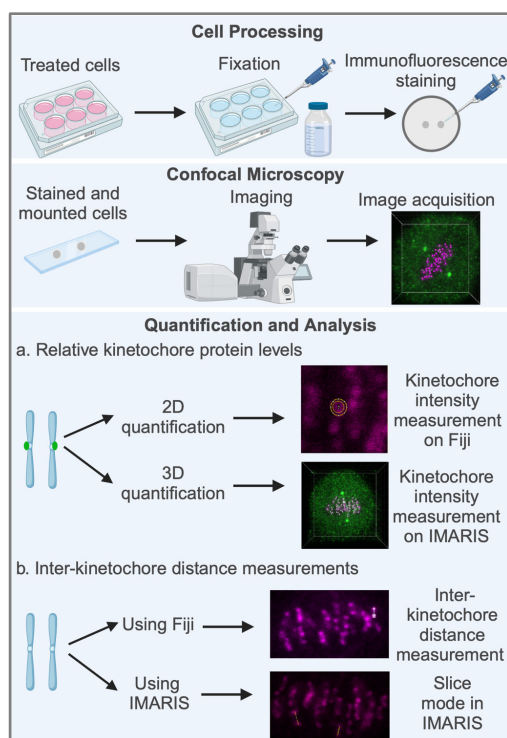 Cell Processing
Treated cells
Fixation
Immunofluorescence
staining
Confocal Microscopy
Stained and
mounted cells
Imaging
Image acquisition
Quantification and Analysis
a. Relative kinetochore protein levels
2D
quantification
Kinetochore
intensity
measurement
on Fiji
3D
quantification
Kinetochore
intensity
measurement
on IMARIS
b. Inter-kinetochore distance measurements
Using Fiji
Inter-
kinetochore
distance
measurement
Using
IMARIS
Slice
mode in
IMARIS